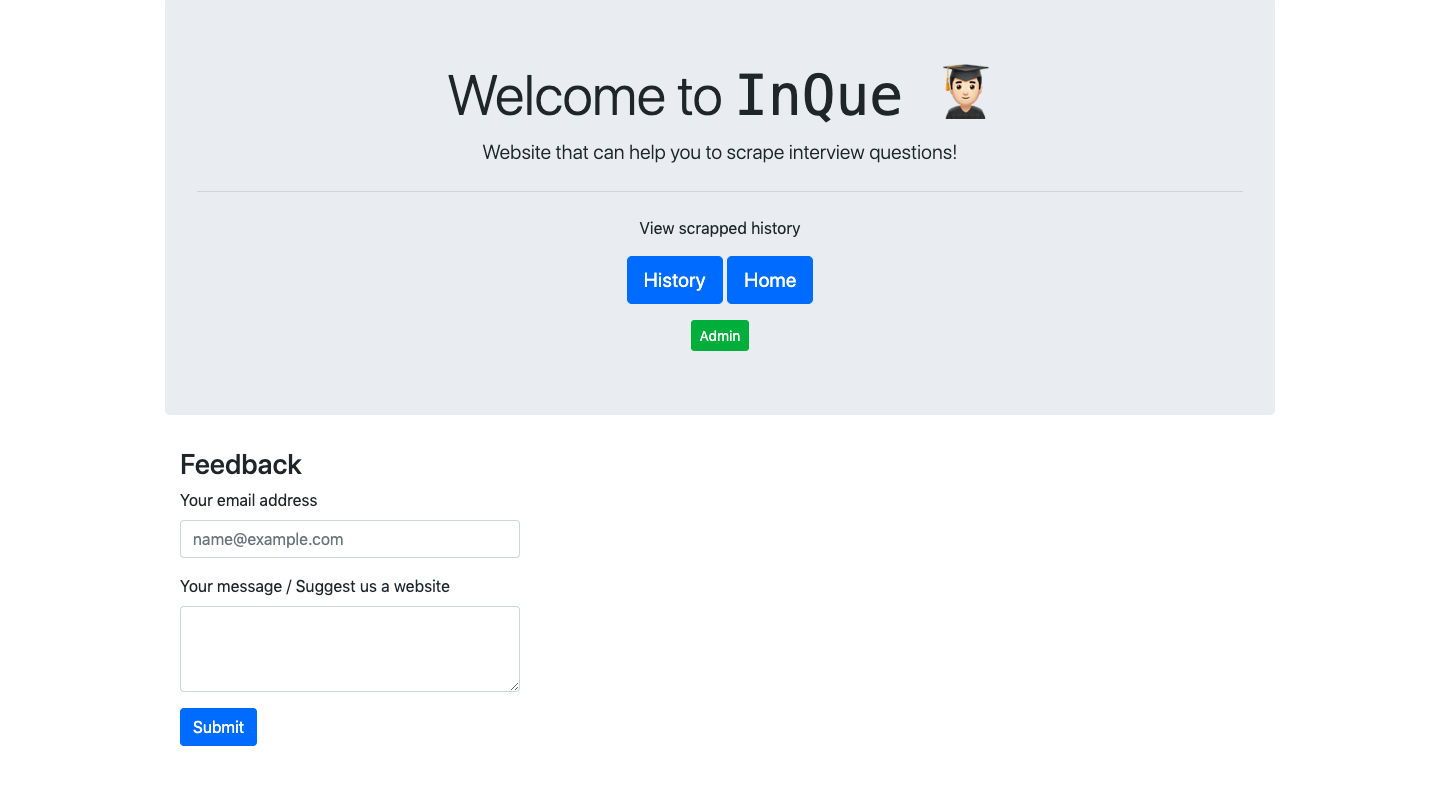 Welcome to InQue 👨🏻‍🎓
Website that can help you to scrape interview questions!
View scrapped history
History Home
Admin
Feedback
Your email address
name@example.com
Your message / Suggest us a website
Submit